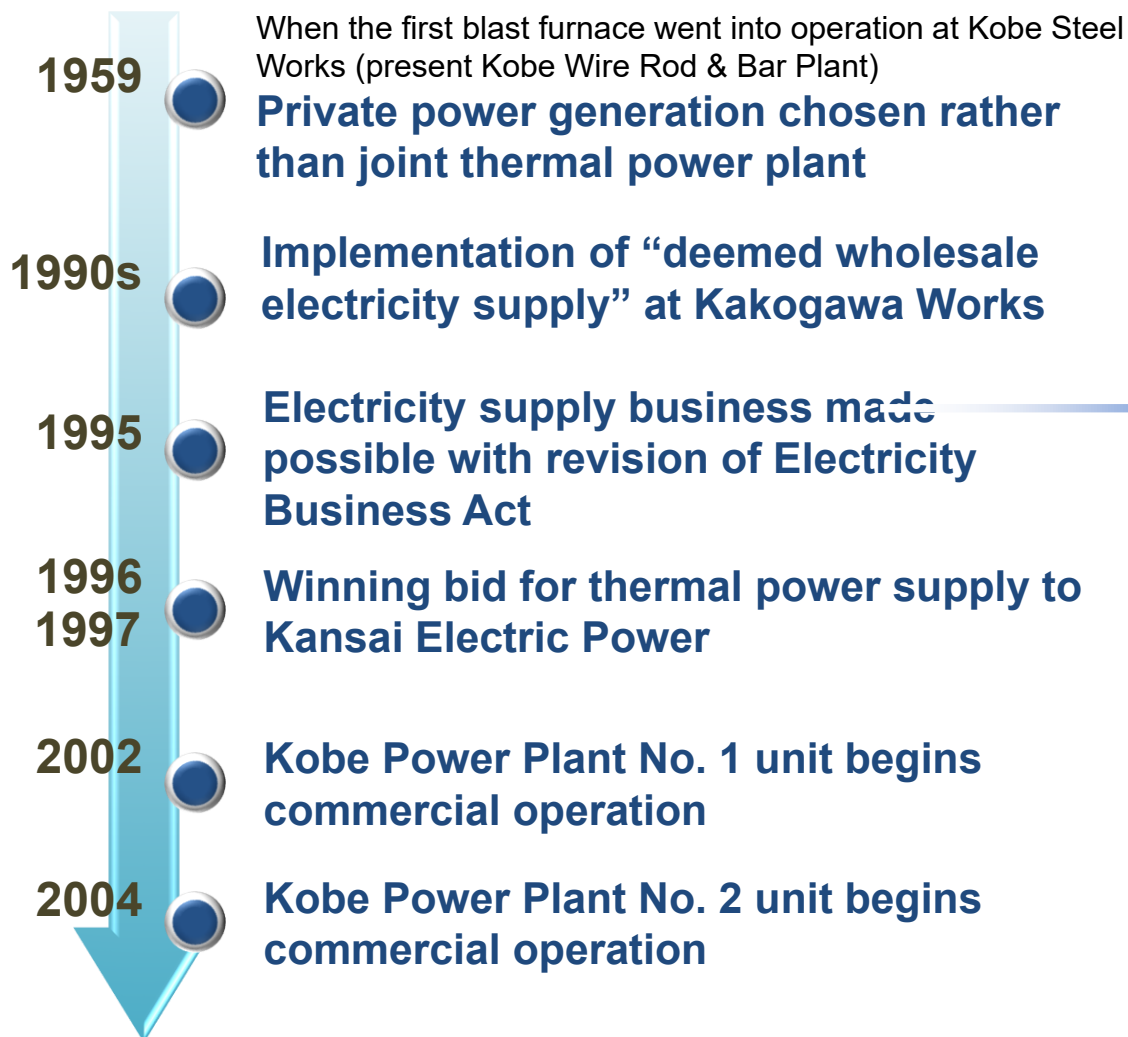 When the first blast furnace went into operation at Kobe Steel
Works (present Kobe Wire Rod & Bar Plant)
1959
Private power generation chosen rather
than joint thermal power plant
1990s
Implementation of “deemed wholesale
electricity supply” at Kakogawa Works
1995
Electricity supply business made
possible with revision of Electricity
Business Act
1996
1997
Winning bid for thermal power supply to
Kansai Electric Power
2002
Kobe Power Plant No. 1 unit begins
commercial operation
2004
Kobe Power Plant No. 2 unit begins
commercial operation